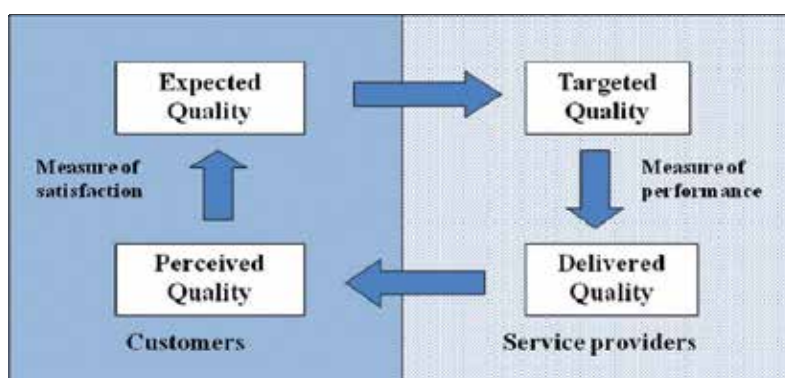 Expected
Quality
Targeted
Quality
Measure of
satisfaction
Measure of
performance
Perceived
Quality
Delivered
Quality
Customers
Service providers